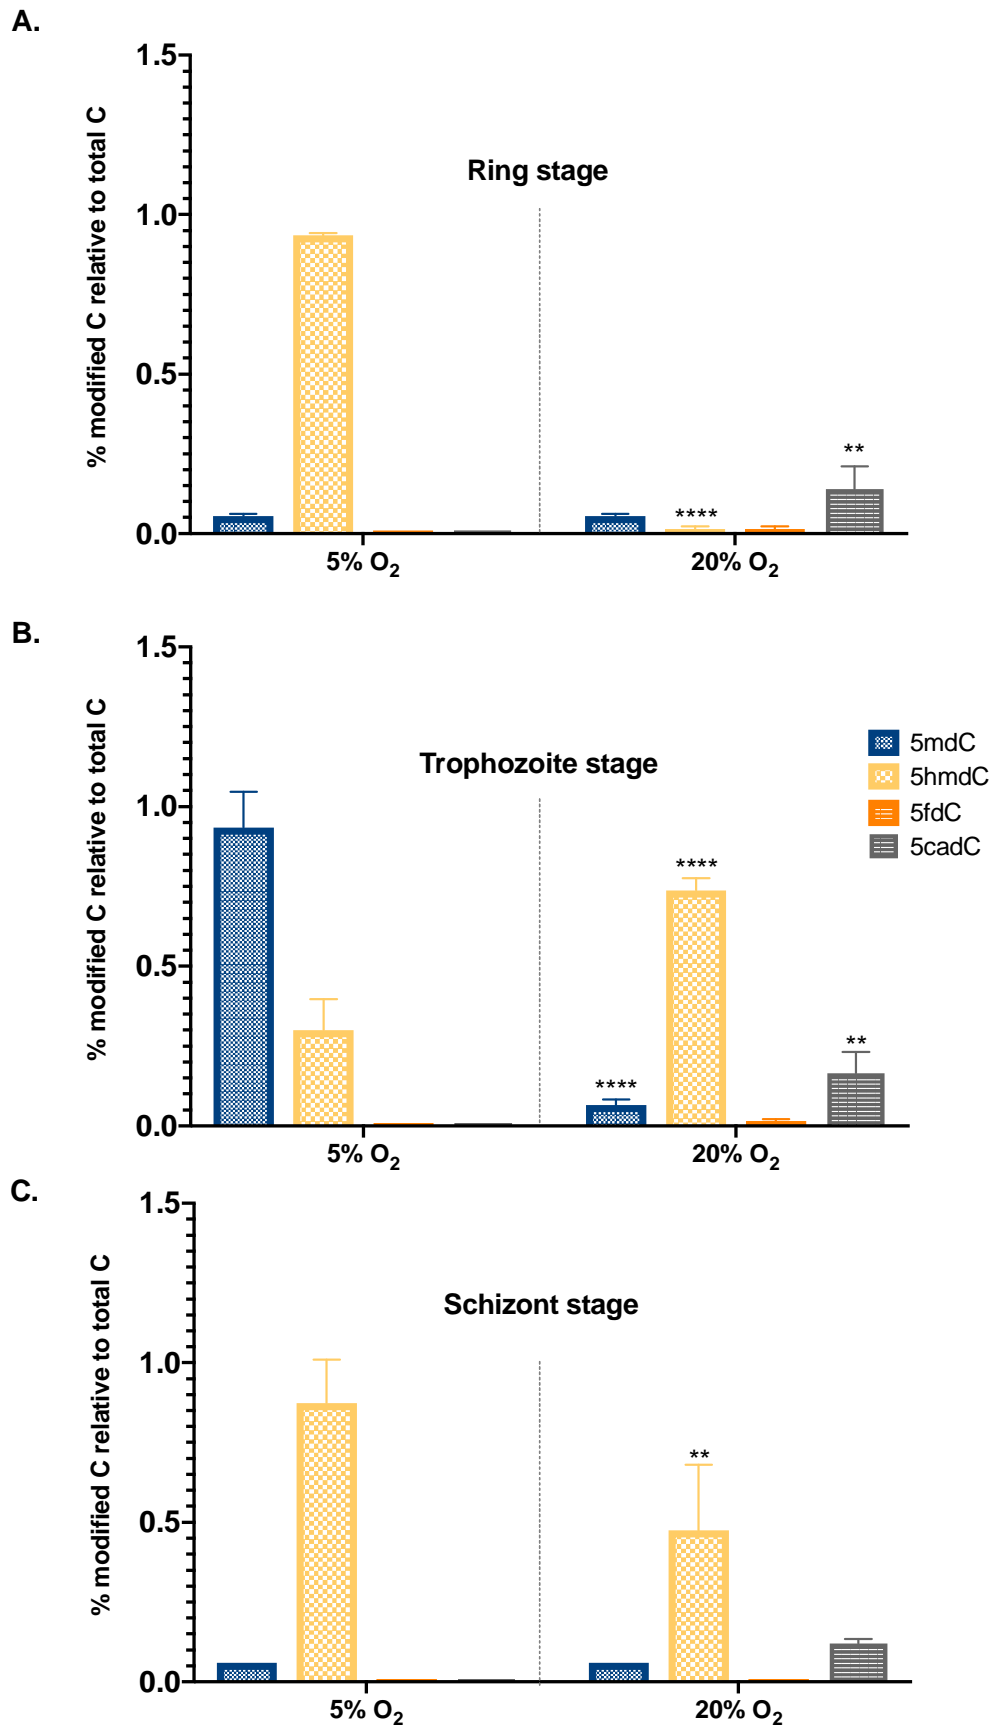 A.
% modified C relative to total C
1.5
1.0
0.5
0.0
Ring stage
****
**
5% O2
20% O2
B.
% modified C relative to total C
1.5
1.0
0.5
0.0
Trophozoite stage
****
****
**
5% O2
20% O2
5mdC
5hmdC
5fdC
5cadC
C.
% modified C relative to total C
1.5
1.0
0.5
0.0
Schizont stage
**
5% O2
20% O2